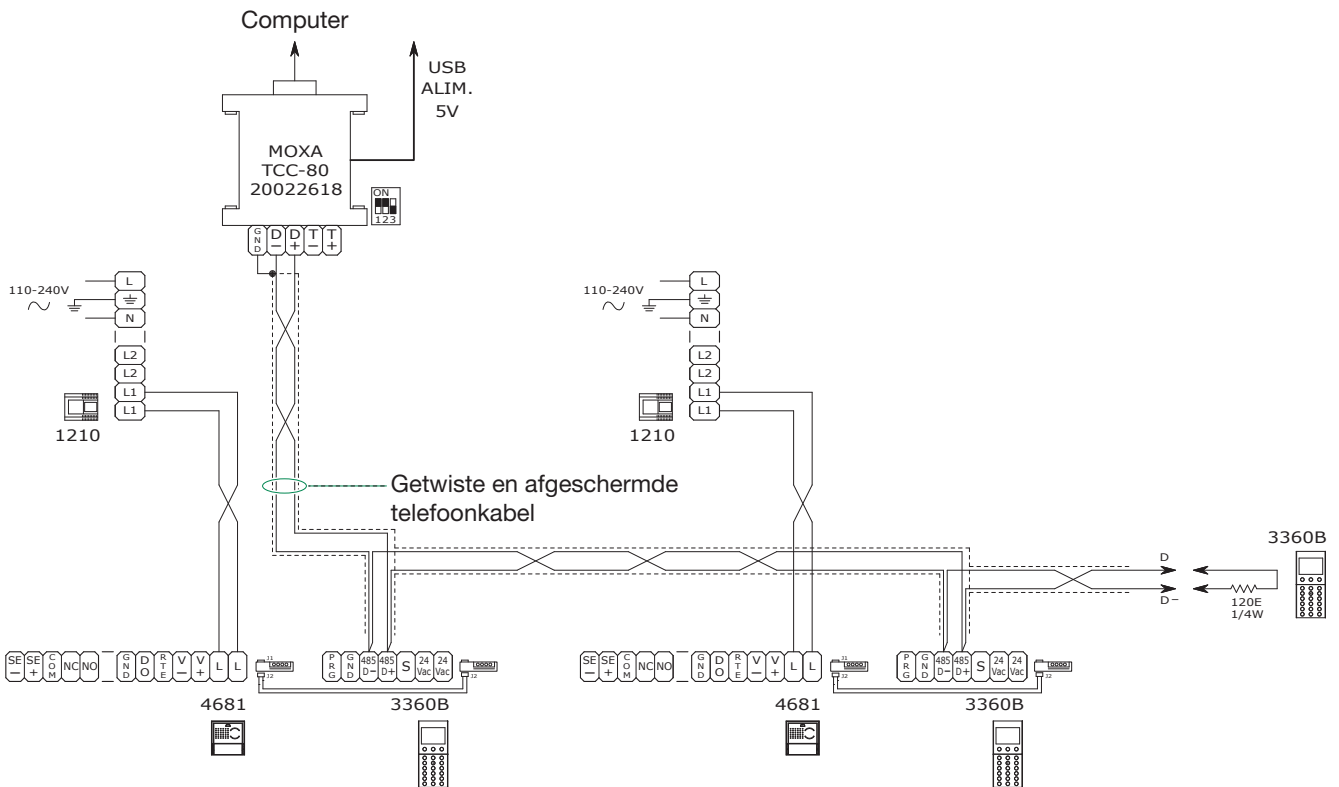 Computer
USB
ALIM.
5V
MOXA
TCC-80
20022618
ON
123
GND
D-
D+
T-
T+
110-240V
L
N
L2
L2
L1
L1
1210
110-240V
L
N
L2
L2
L1
L1
1210
Getwiste en afgeschermde
telefoonkabel
3360B
D
D-
120E
1/4W
SE- SE+ COM NC NO GND DO RTE V- V+ L L
J1
J2
PRG GND 485 D- 485 D+ S 24 Vac 24 Vac
J2
SE- SE+ COM NC NO GND DO RTE V- V+ L L
J1
J2
PRG GND 485 D- 485 D+ S 24 Vac 24 Vac
J2
4681
3360B
4681
3360B